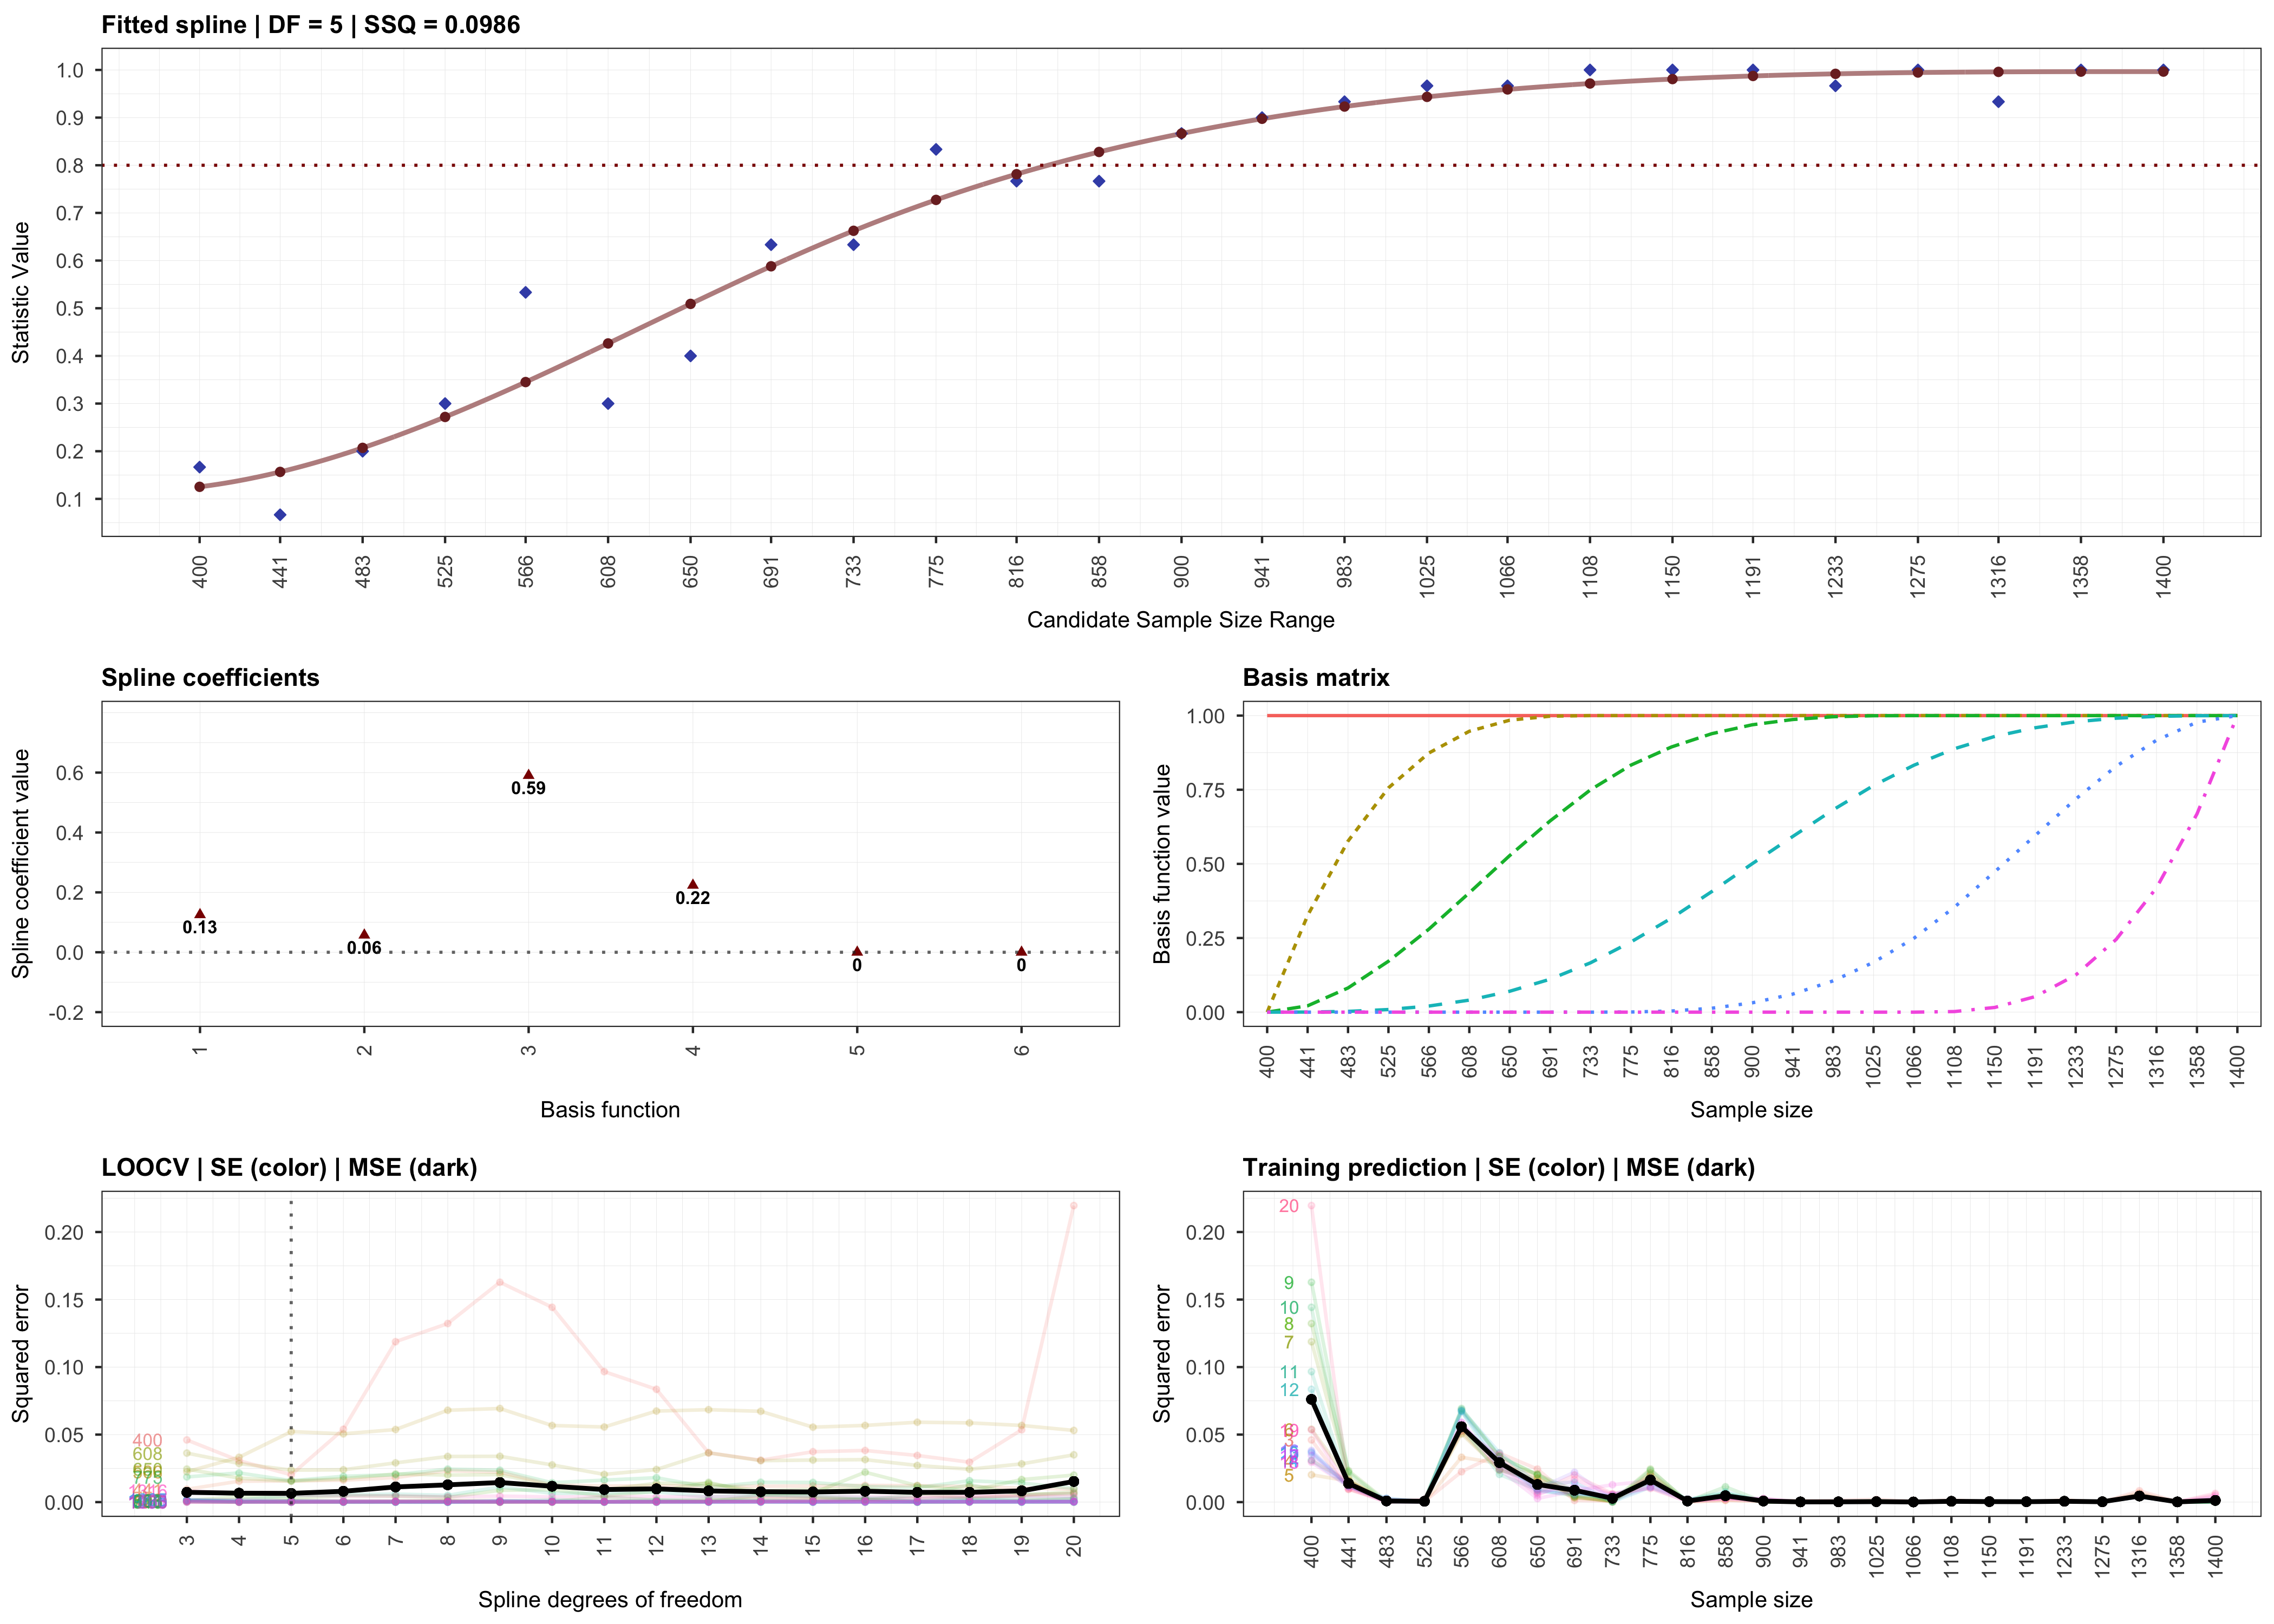 Fitted spline | DF = 5 | SSQ = 0.0986
Statistic Value
1.0
0.9
0.8
0.7
0.6
0.5
0.4
0.3
0.2
0.1
400 441 483 525 566 608 650 691 733 775 816 858 900 941 983 1025 1066 1108 1150 1191 1233 1275 1316 1358 1400
Candidate Sample Size Range
Spline coefficients
Spline coefficient value
0.6
0.4
0.2
0.0
-0.2
0.13
0.06
0.59
0.22
0
0
1 2 3 4 5 6
Basis function
Basis matrix
Basis function value
1.00
0.75
0.50
0.25
0.00
400 441 483 525 566 608 650 691 733 775 816 858 900 941 983 1025 1066 1108 1150 1191 1233 1275 1316 1358 1400
Sample size
LOOCV | SE (color) | MSE (dark)
Squared error
0.20
0.15
0.10
0.05
0.00
400
608
775
3 4 5 6 7 8 9 10 11 12 13 14 15 16 17 18 19 20
Spline degrees of freedom
Training prediction | SE (color) | MSE (dark)
Squared error
0.20
0.15
0.10
0.05
0.00
20
9
10
8
7
11
12
5
400 441 483 525 566 608 650 691 733 775 816 858 900 941 983 1025 1066 1108 1150 1191 1233 1275 1316 1358 1400
Sample size